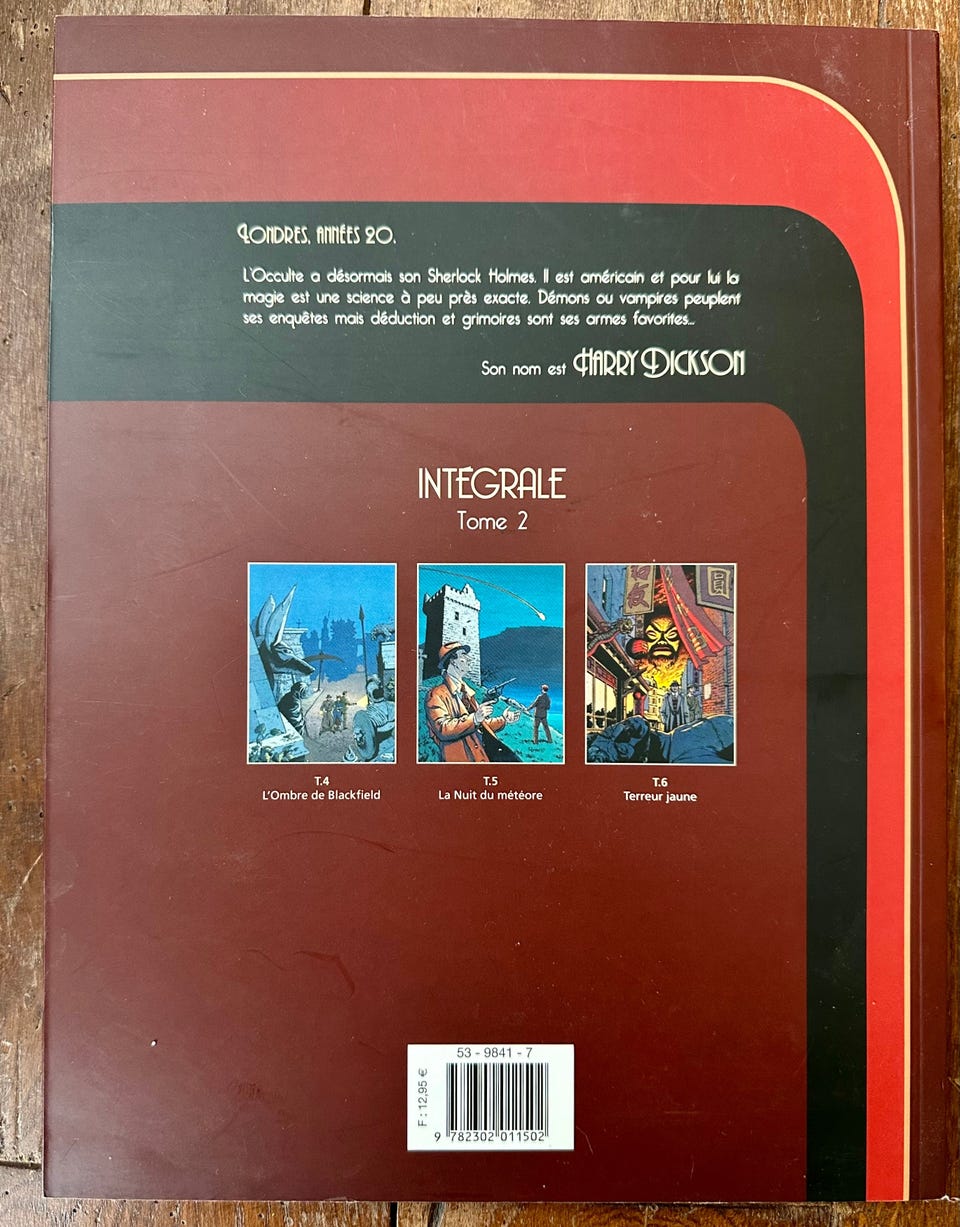 LONDRES, ANNÉES 20.
L'Occulte a désormais son Sherlock Holmes. Il est américain et pour lui la
magie est une science à peu près exacte. Démons ou vampires peuplent
ses enquêtes mais déduction et grimoires sont ses armes favorites...
Son nom est HARRY DICKSON
INTÉGRALE
Tome 2
友
圓
T.4
L'Ombre de Blackfield
T.5
La Nuit du météore
T.6
Terreur jaune
53 - 9841 - 7
F : 12,95 €
9 782302 011502